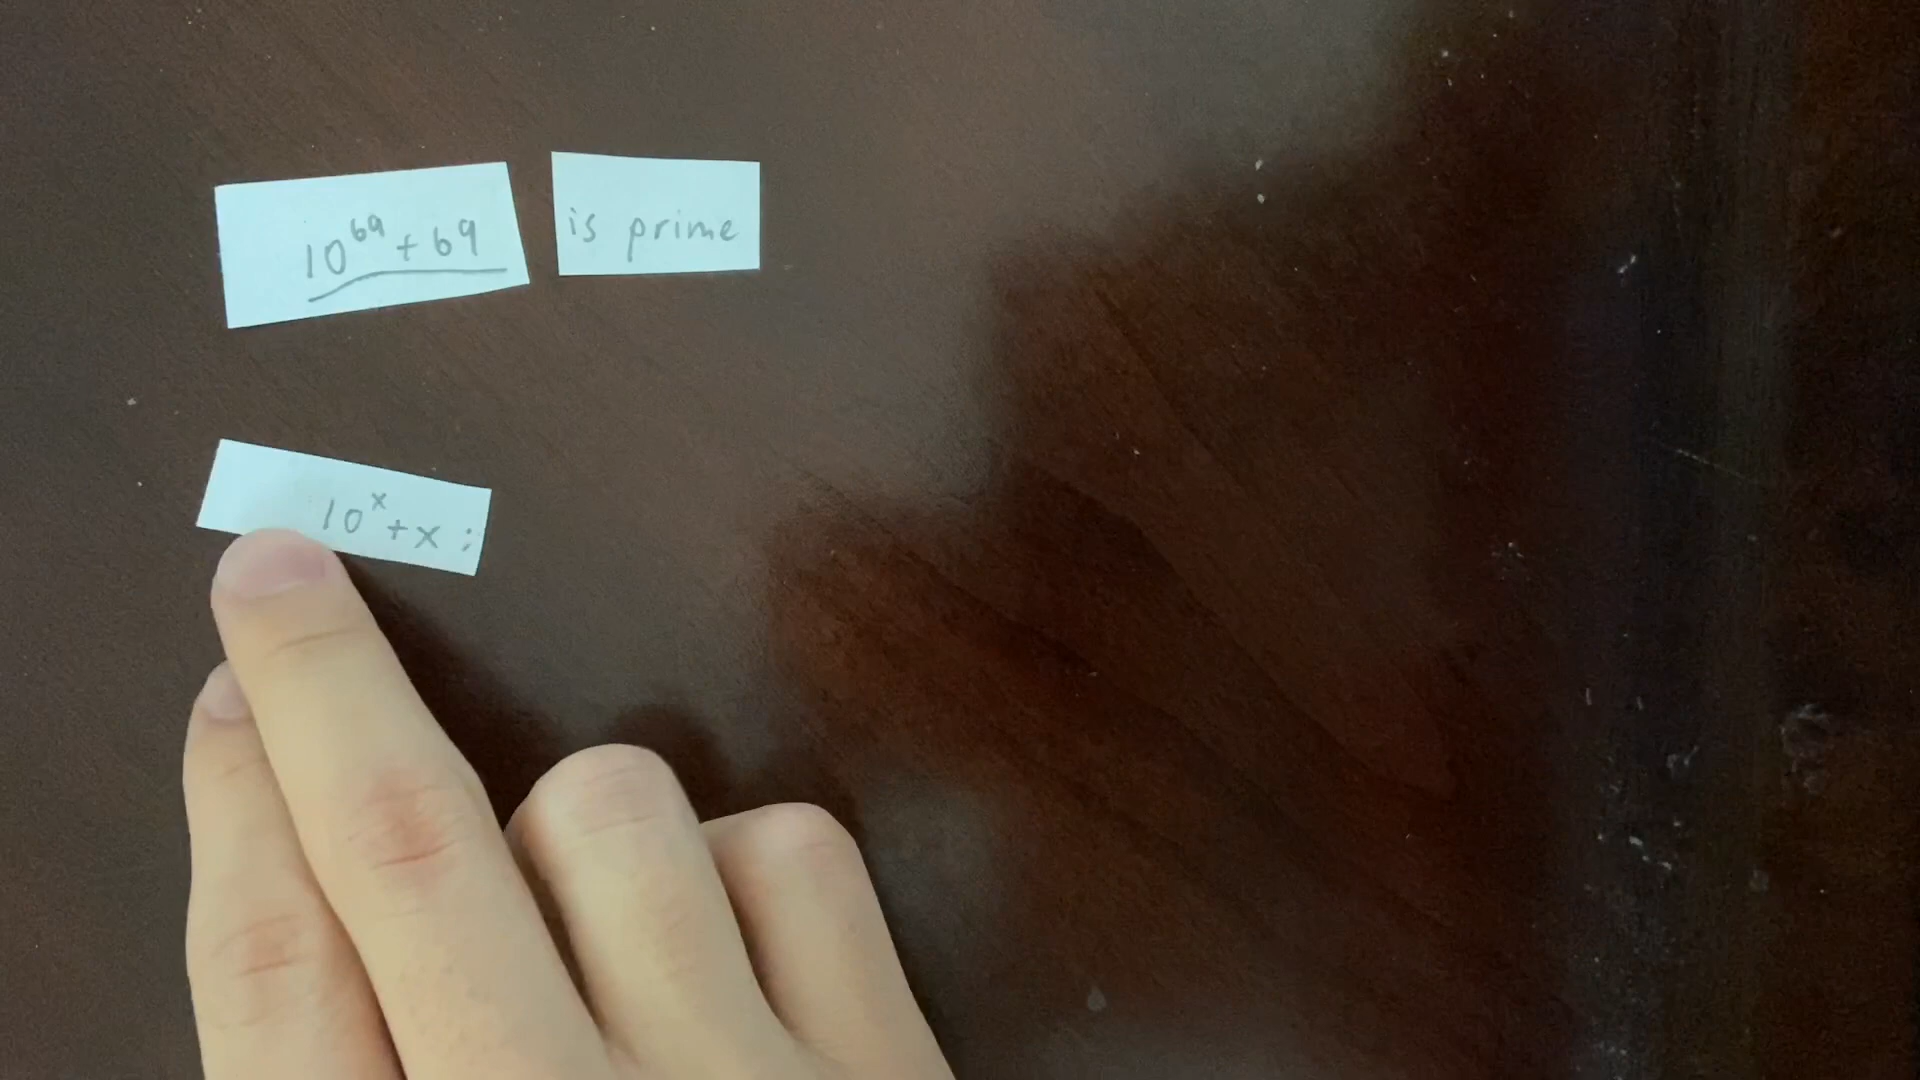 10^69 + 69 is prime
10^x + x ;